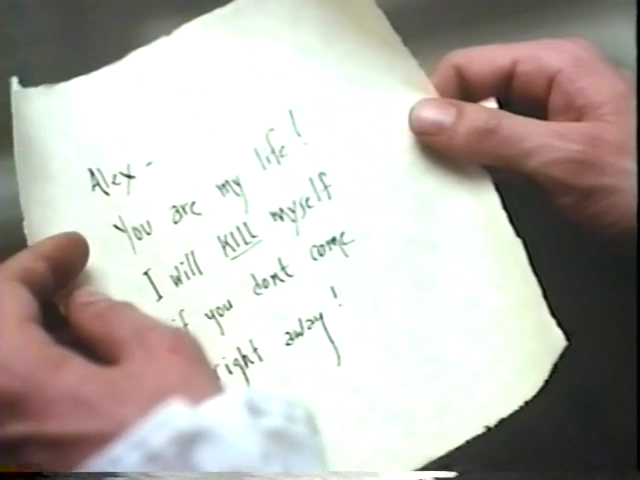 Alex -
You are my life!
I will KILL myself
if you dont come
right away!